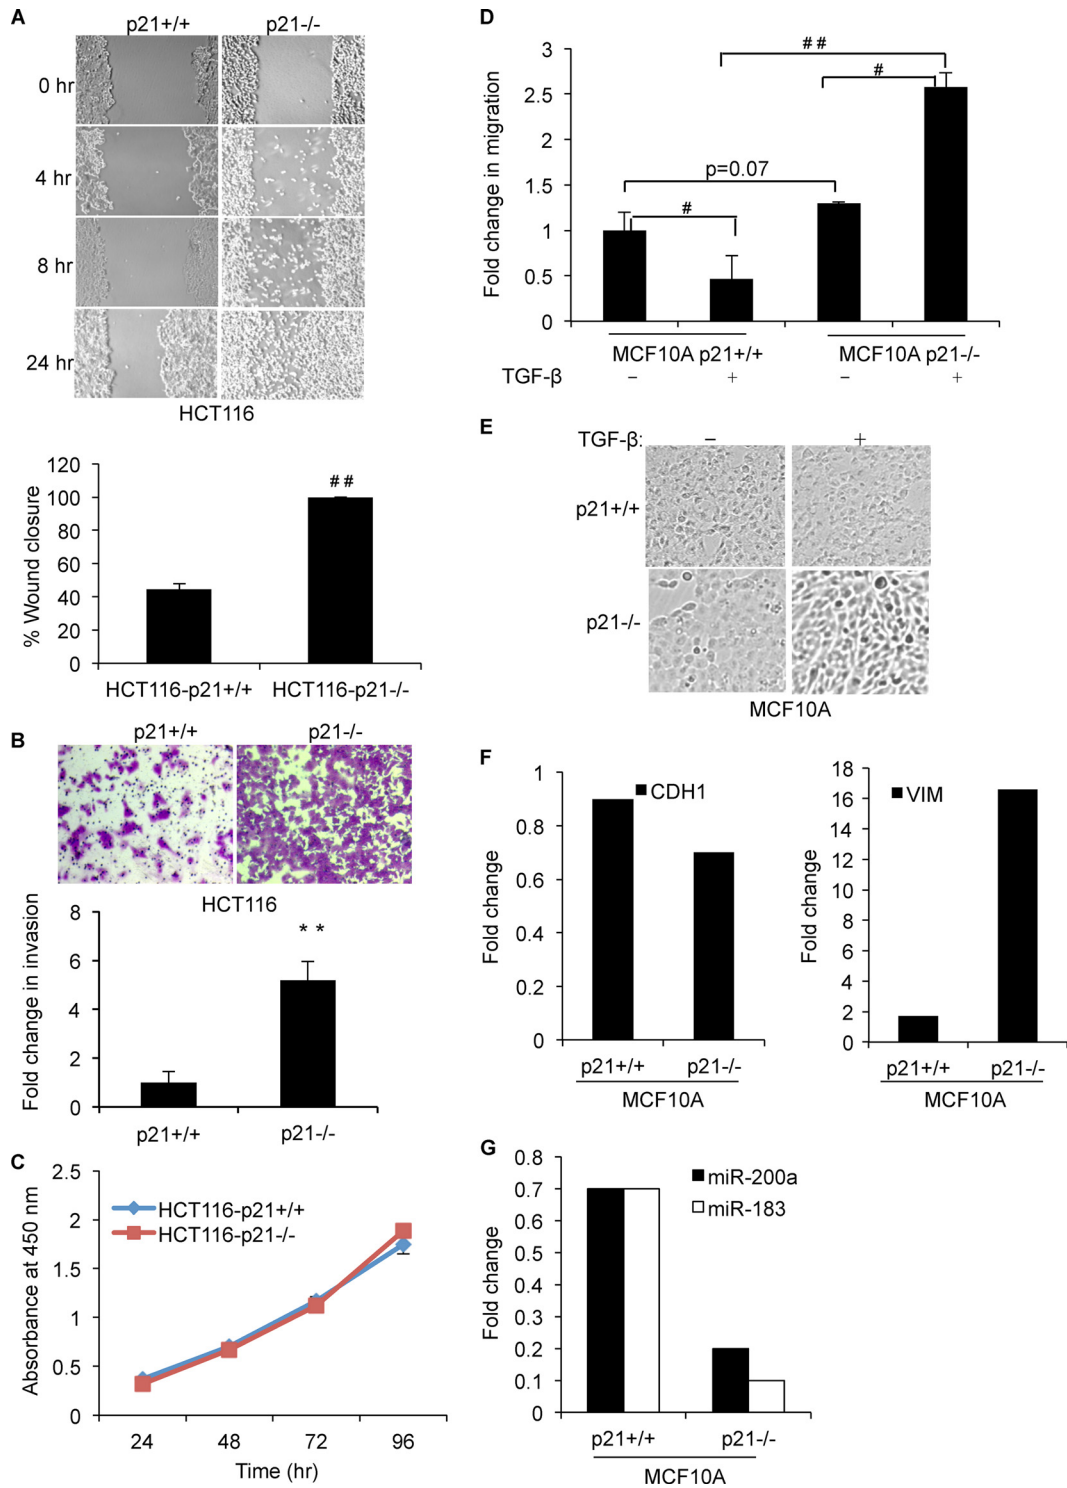 A
p21+/+ p21-/-
0 hr
4 hr
8 hr
24 hr
HCT116
120
100
80
60
40
20
0
% Wound closure
##
HCT116-p21+/+ HCT116-p21-/-
B
p21+/+ p21-/-
HCT116
8
6
4
2
0
Fold change in invasion
* *
p21+/+ p21-/-
C
2.5
2
1.5
1
0.5
0
Absorbance at 450 nm
HCT116-p21+/+
HCT116-p21-/-
24 48 72 96
Time (hr)
D
3
2.5
2
1.5
1
0.5
0
Fold change in migration
##
#
p=0.07
#
MCF10A p21+/+ MCF10A p21-/-
TGF-β − + − +
E
TGF-β: − +
p21+/+
p21-/-
MCF10A
F
1
0.8
0.6
0.4
0.2
0
Fold change
CDH1
p21+/+ p21-/-
MCF10A
18
16
14
12
10
8
6
4
2
0
Fold change
VIM
p21+/+ p21-/-
MCF10A
G
0.8
0.7
0.6
0.5
0.4
0.3
0.2
0.1
0
Fold change
miR-200a
miR-183
p21+/+ p21-/-
MCF10A